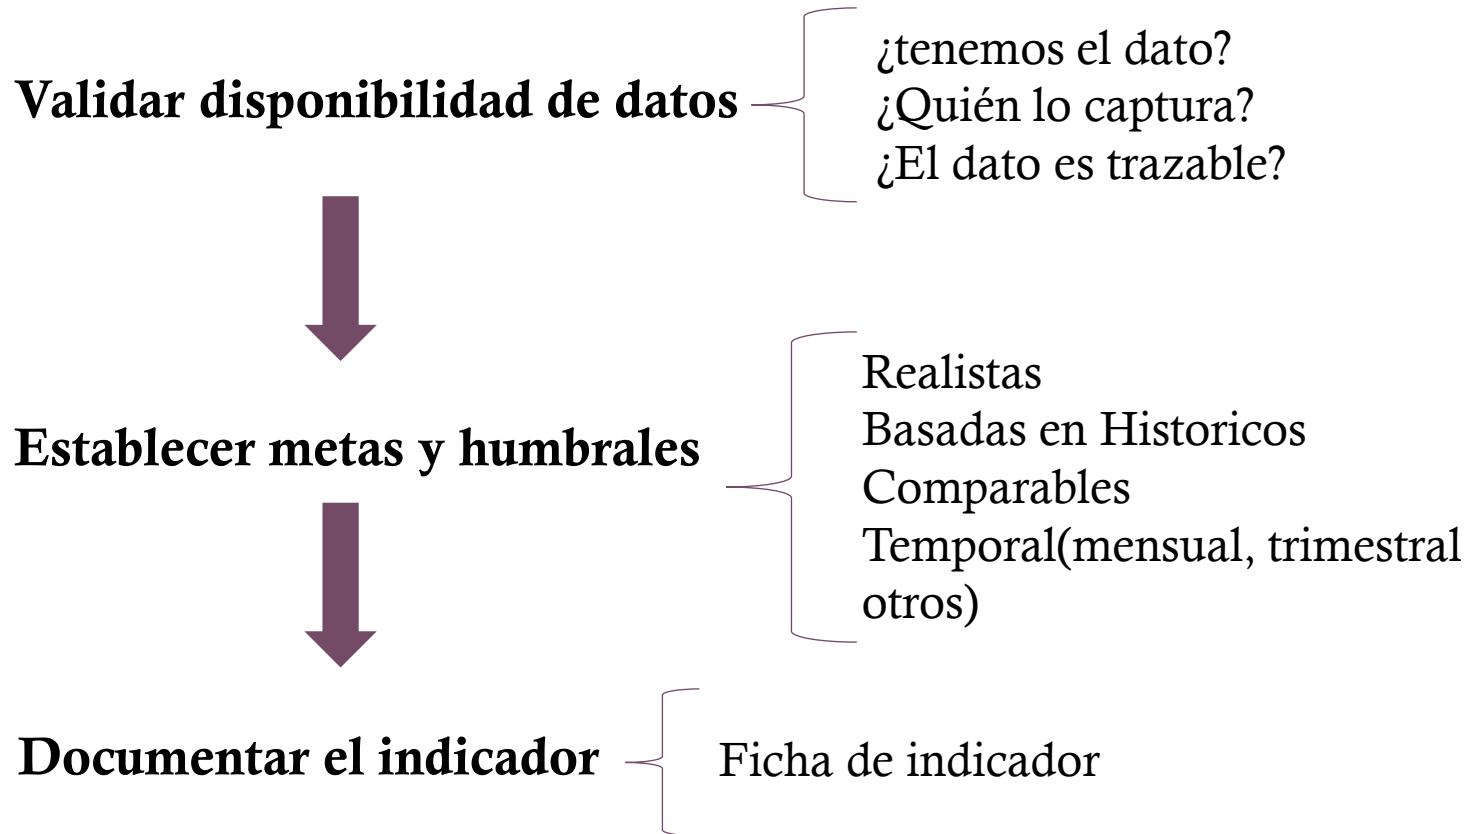 Validar disponibilidad de datos
¿tenemos el dato?
¿Quién lo captura?
¿El dato es trazable?
Establecer metas y humbrales
Realistas
Basadas en Historicos
Comparables
Temporal(mensual, trimestral
otros)
Documentar el indicador
Ficha de indicador